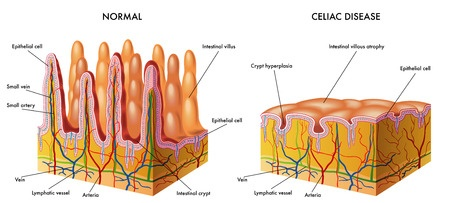 NORMAL
Epithelial cell
Intestinal villus
Small vein
Small artery
Epithelial cell
Vein
Lymphatic vessel
Arteria
Intestinal crypt
CELIAC DISEASE
Intestinal villous atrophy
Crypt hyperplasia
Epithelial cell
Vein
Lymphatic vessel
Arteria